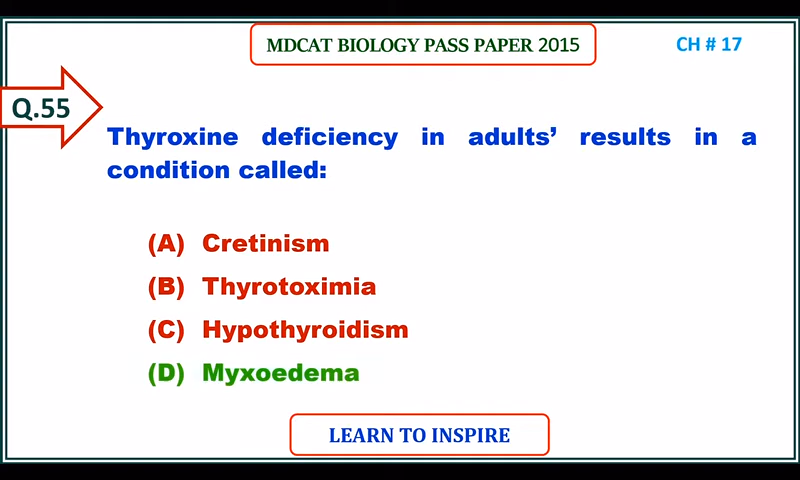 MDCAT BIOLOGY PASS PAPER 2015
CH # 17
Q.55
Thyroxine deficiency in adults’ results in a
condition called:
(A) Cretinism
(B) Thyrotoximia
(C) Hypothyroidism
(D) Myxoedema
LEARN TO INSPIRE